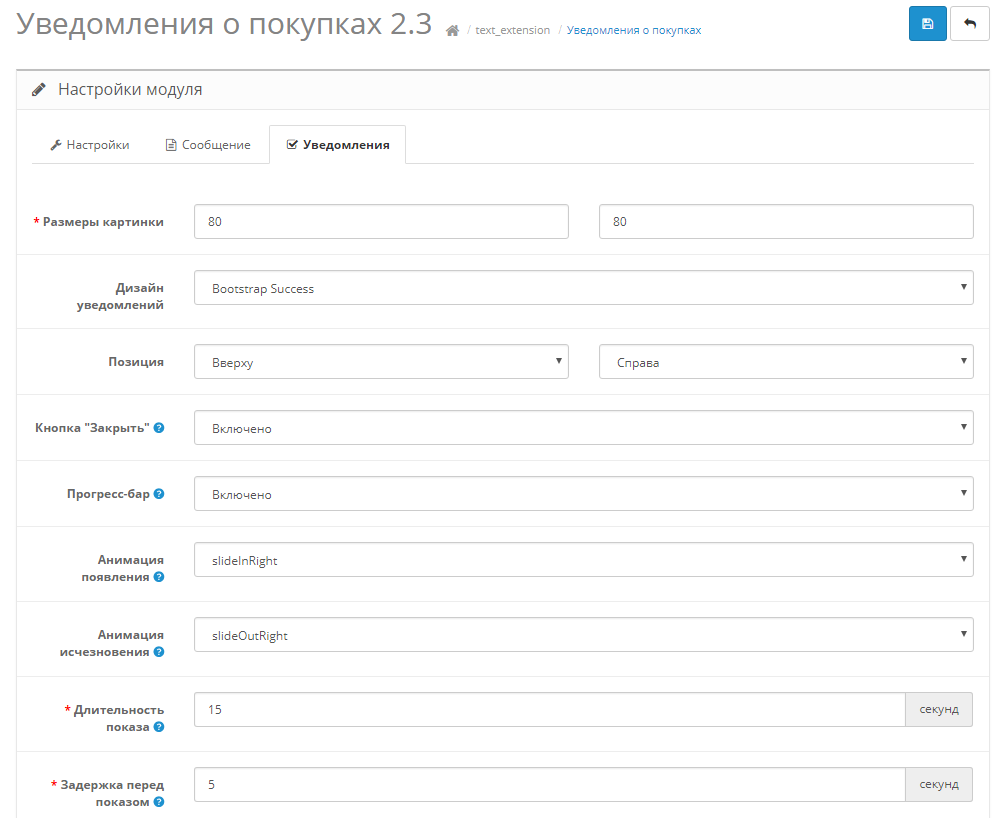 Уведомления о покупках 2.3 / text_extension / Уведомления о покупках
Настройки модуля
Настройки Сообщение Уведомления
* Размеры картинки 80 80
Дизайн
уведомлений
Bootstrap Success
Позиция Вверху Справа
Кнопка "Закрыть" ? Включено
Прогресс-бар ? Включено
Анимация
появления ?
slideInRight
Анимация
исчезновения ?
slideOutRight
* Длительность
показа ?
15 секунд
* Задержка перед
показом ?
5 секунд